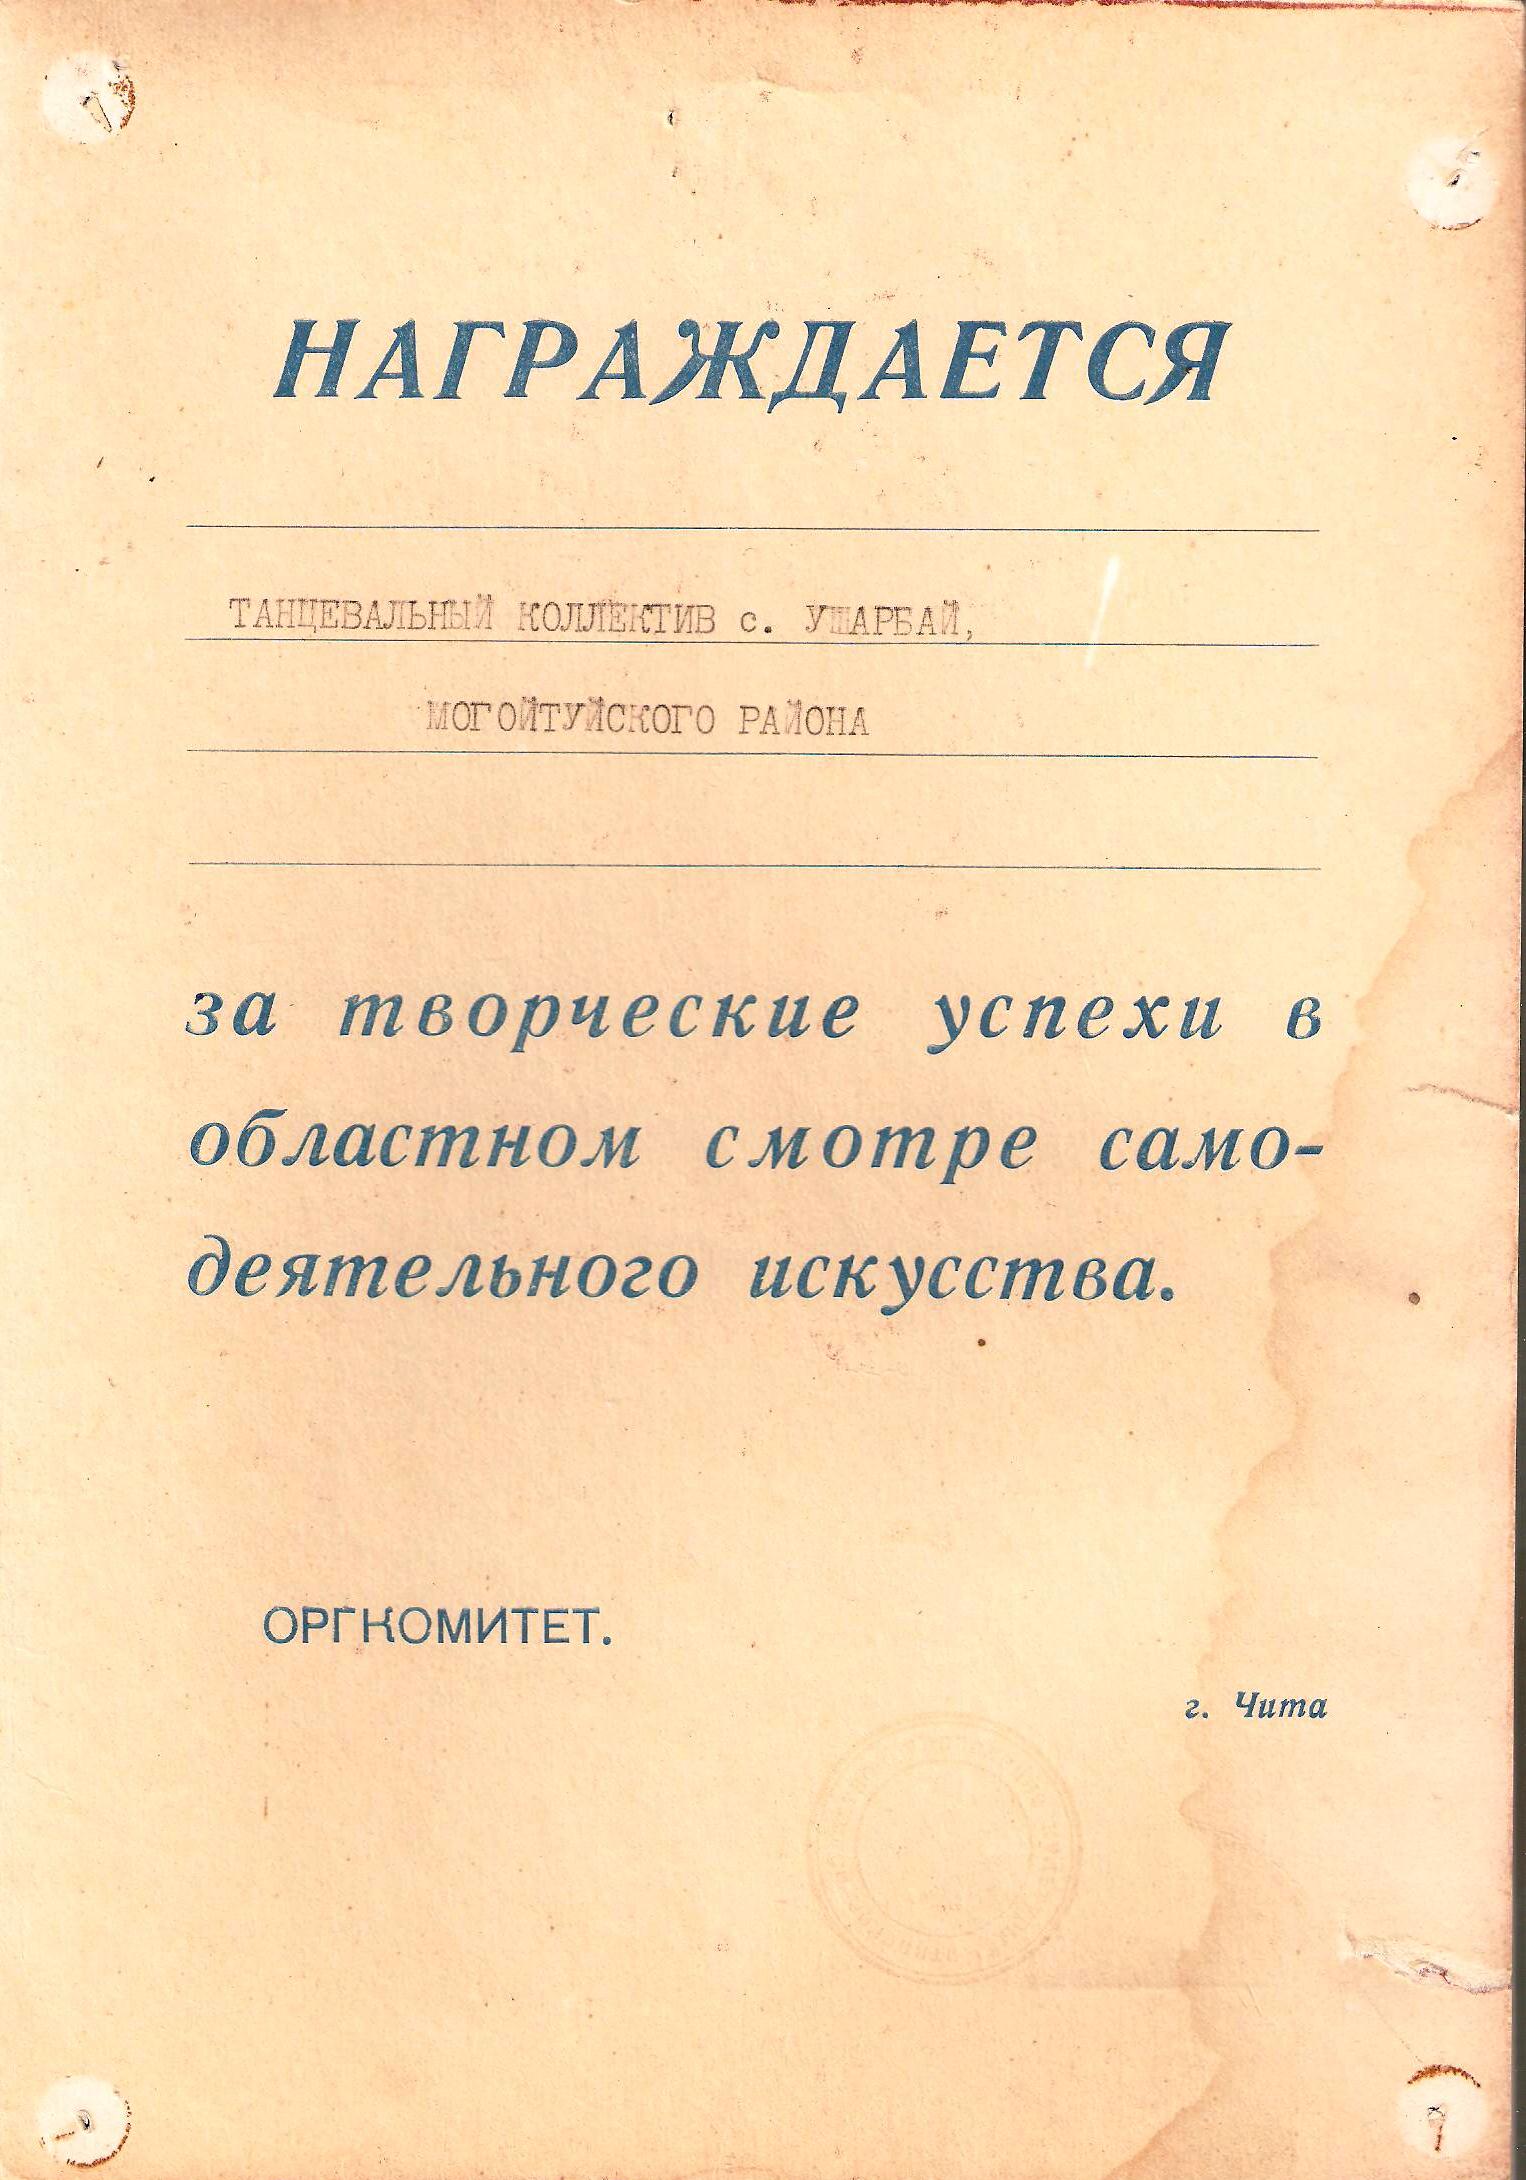 НАГРАЖДАЕТСЯ
ТАНЦЕВАЛЬНЫЙ КОЛЛЕКТИВ с. УШАРБАЙ,
МОГОЙТУЙСКОГО РАЙОНА
за творческие успехи в
областном смотре само-
деятельного искусства.
ОРГКОМИТЕТ.
г. Чита